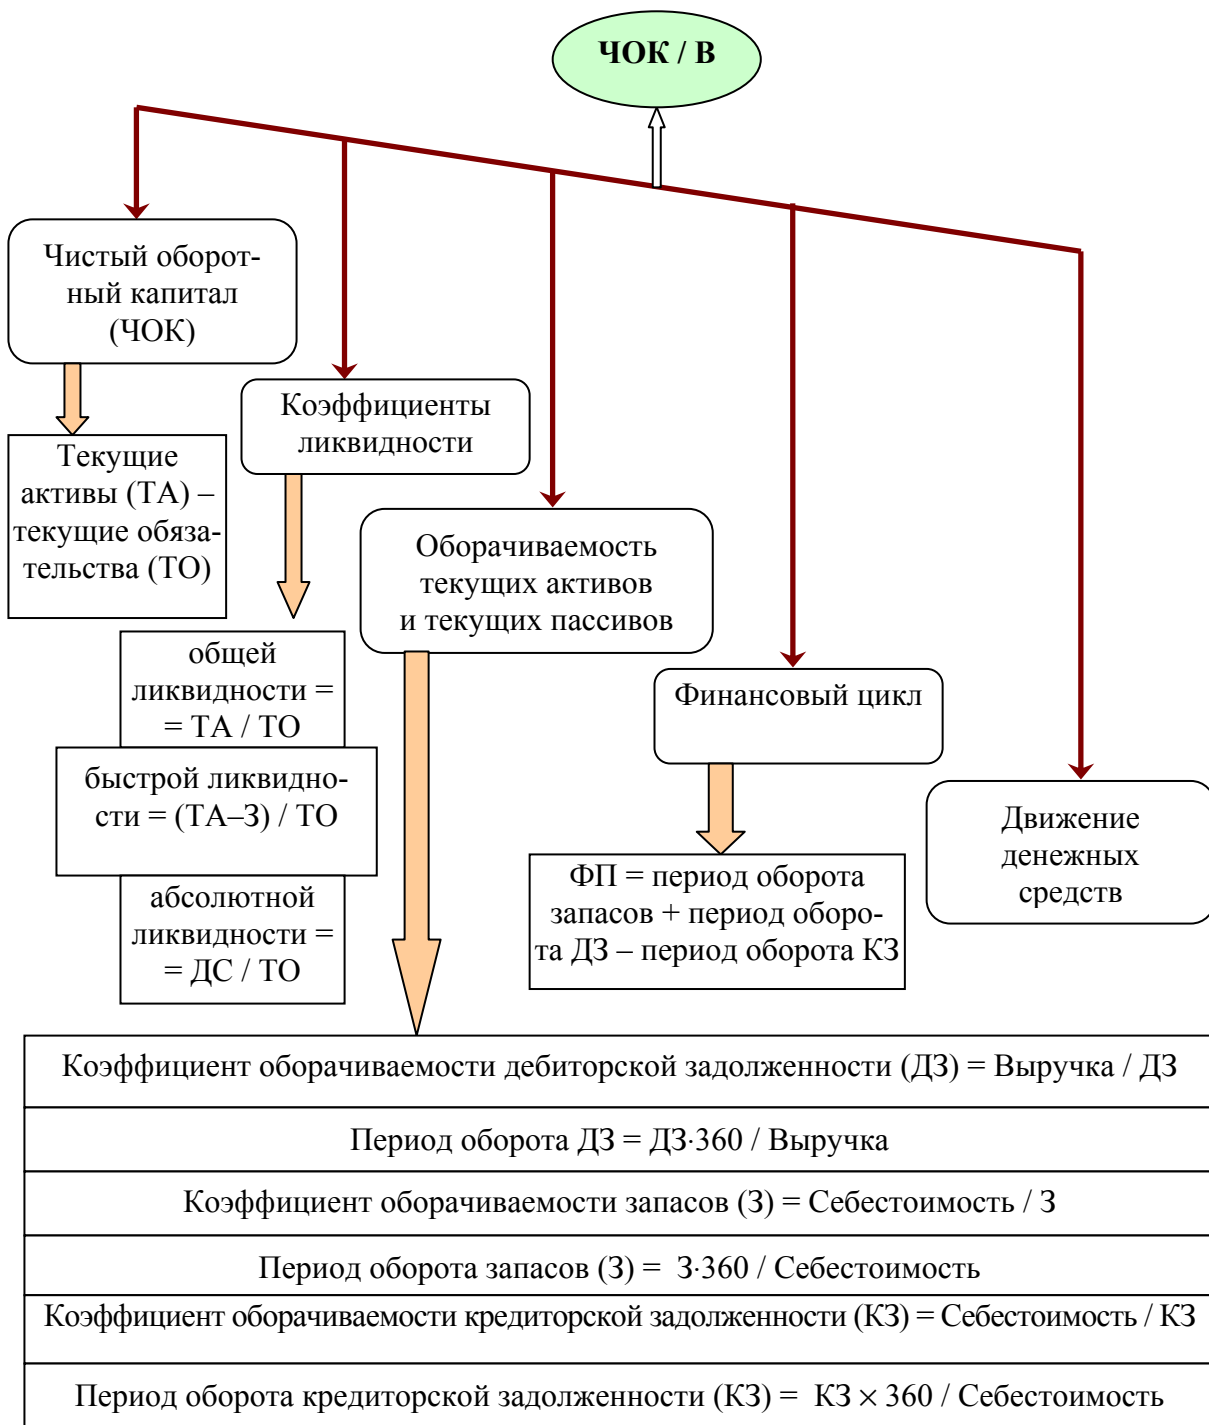 ЧОК / В
Чистый оборот-
ный капитал
(ЧОК)
Текущие
активы (ТА) –
текущие обяза-
тельства (ТО)
Коэффициенты
ликвидности
общей
ликвидности =
= ТА / ТО
быстрой ликвидно-
сти = (ТА–З) / ТО
абсолютной
ликвидности =
= ДС / ТО
Оборачиваемость
текущих активов
и текущих пассивов
Финансовый цикл
ФП = период оборота
запасов + период оборо-
та ДЗ – период оборота КЗ
Движение
денежных
средств
Коэффициент оборачиваемости дебиторской задолженности (ДЗ) = Выручка / ДЗ
Период оборота ДЗ = ДЗ·360 / Выручка
Коэффициент оборачиваемости запасов (З) = Себестоимость / З
Период оборота запасов (З) = З·360 / Себестоимость
Коэффициент оборачиваемости кредиторской задолженности (КЗ) = Себестоимость / КЗ
Период оборота кредиторской задолженности (КЗ) = КЗ × 360 / Себестоимость